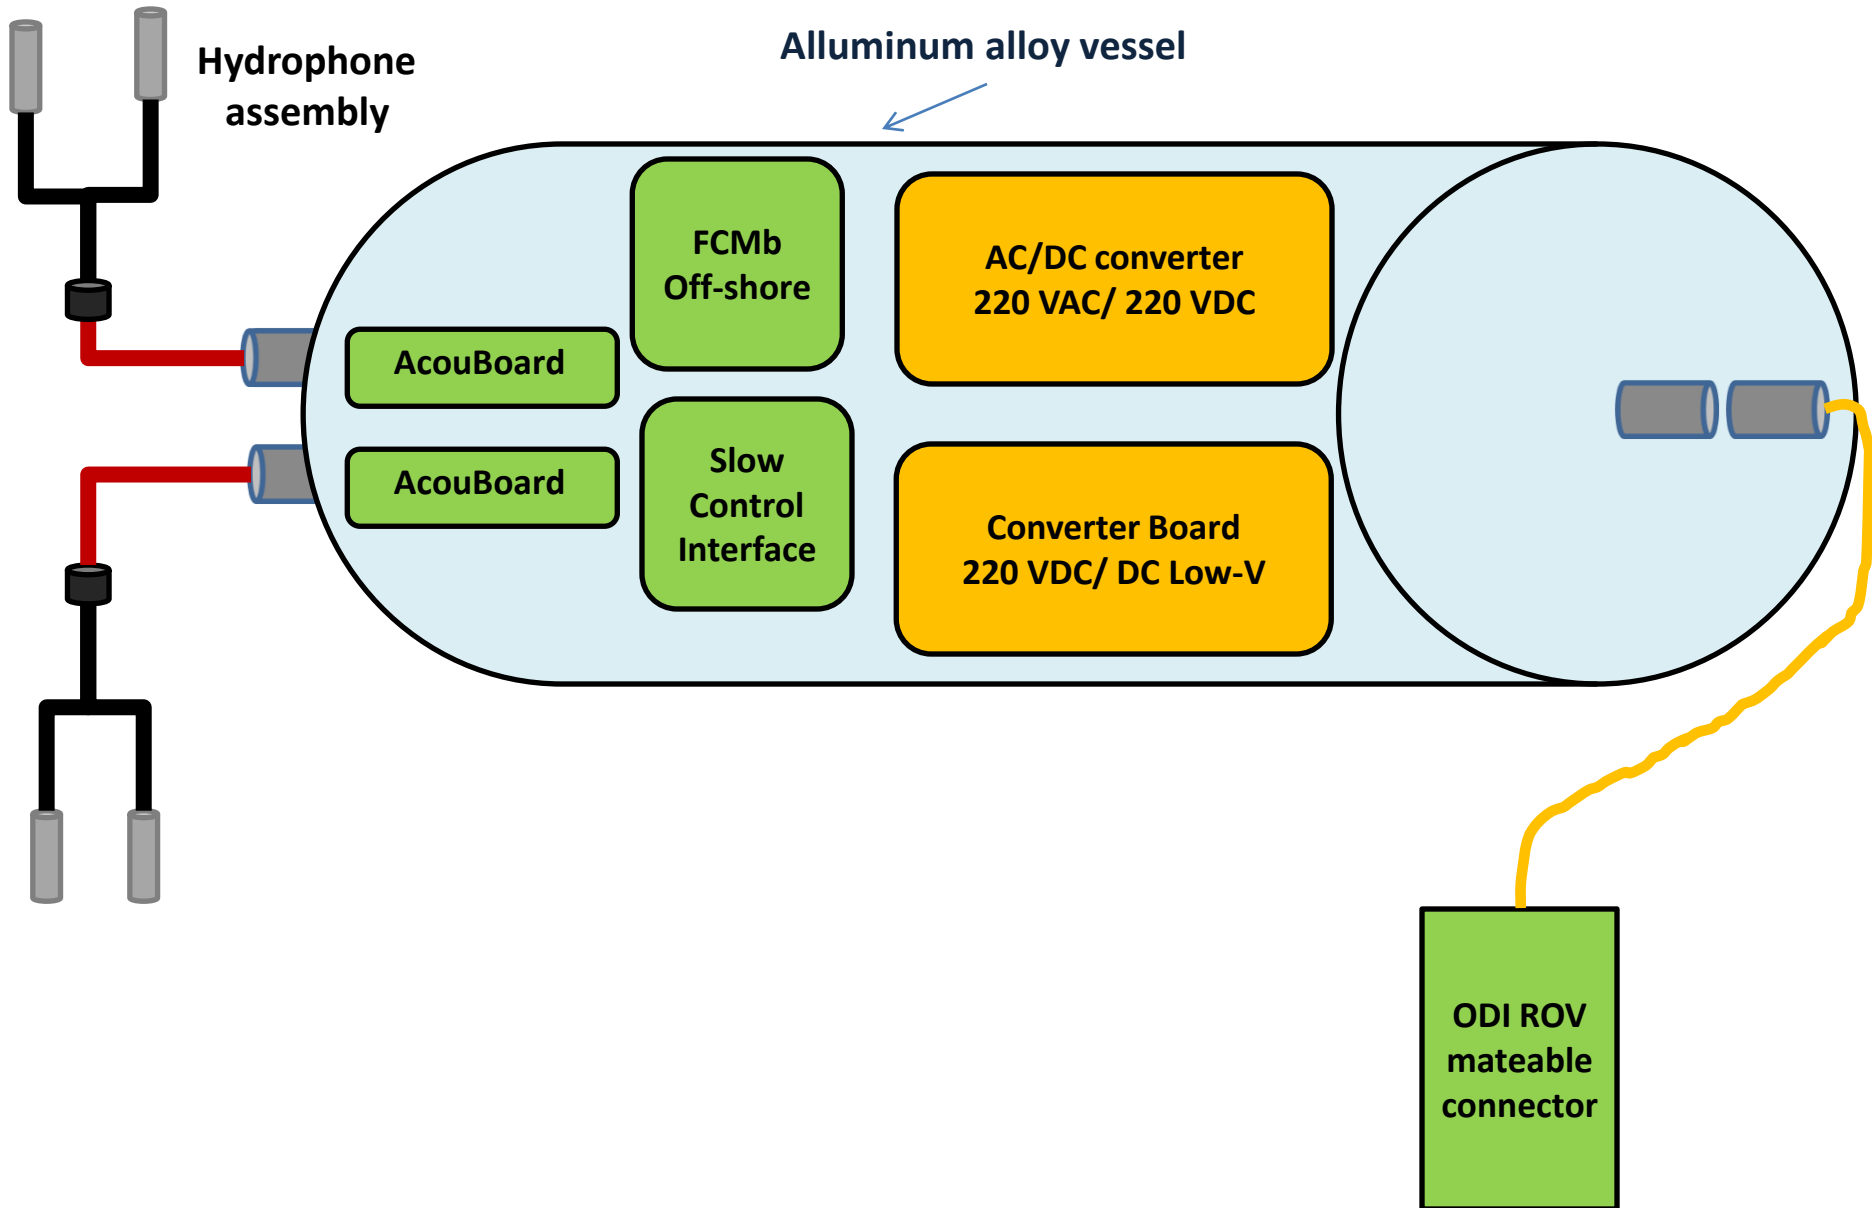 Hydrophone
assembly
Alluminum alloy vessel
FCMb
Off-shore
AC/DC converter
220 VAC/ 220 VDC
AcouBoard
AcouBoard
Slow
Control
Interface
Converter Board
220 VDC/ DC Low-V
ODI ROV
mateable
connector